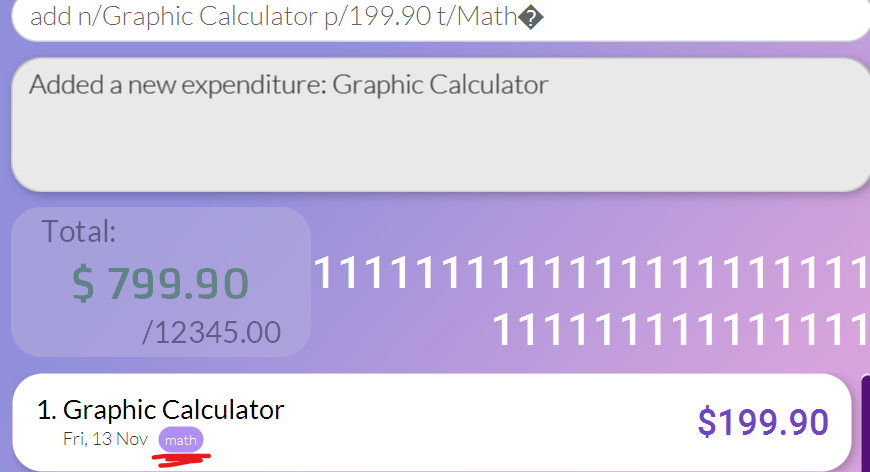 add n/Graphic Calculator p/199.90 t/Math�
Added a new expenditure: Graphic Calculator
Total:
$ 799.90
/12345.00
1111111111111111111111
111111111111111
1. Graphic Calculator
Fri, 13 Nov math
$199.90